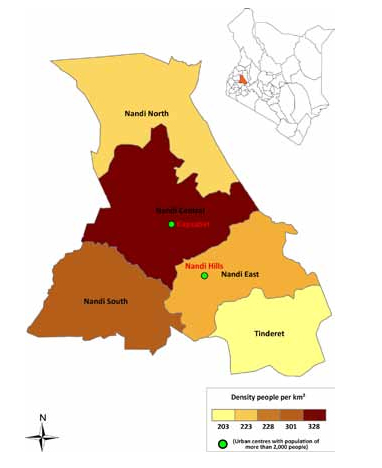 Nandi North
Nandi Central
Kapsabet
Nandi Hills
Nandi East
Nandi South
Tinderet
N
Density people per km²
203 223 228 301 328
(Urban centres with population of
more than 2,000 people)